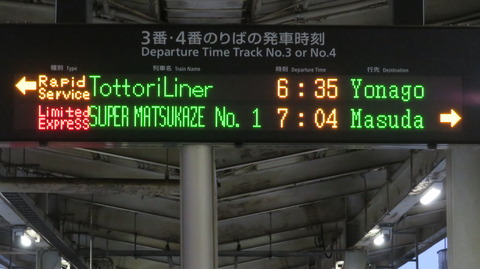 3番・4番のりばの発車時刻
Departure Time Track No.3 or No.4
種別 Type 列車名 Train Name 時刻 Departure Time 行先 Destination
← Rapid Service TottoriLiner 6:35 Yonago
Limited Express SUPER MATSUKAZE No. 1 7:04 Masuda →